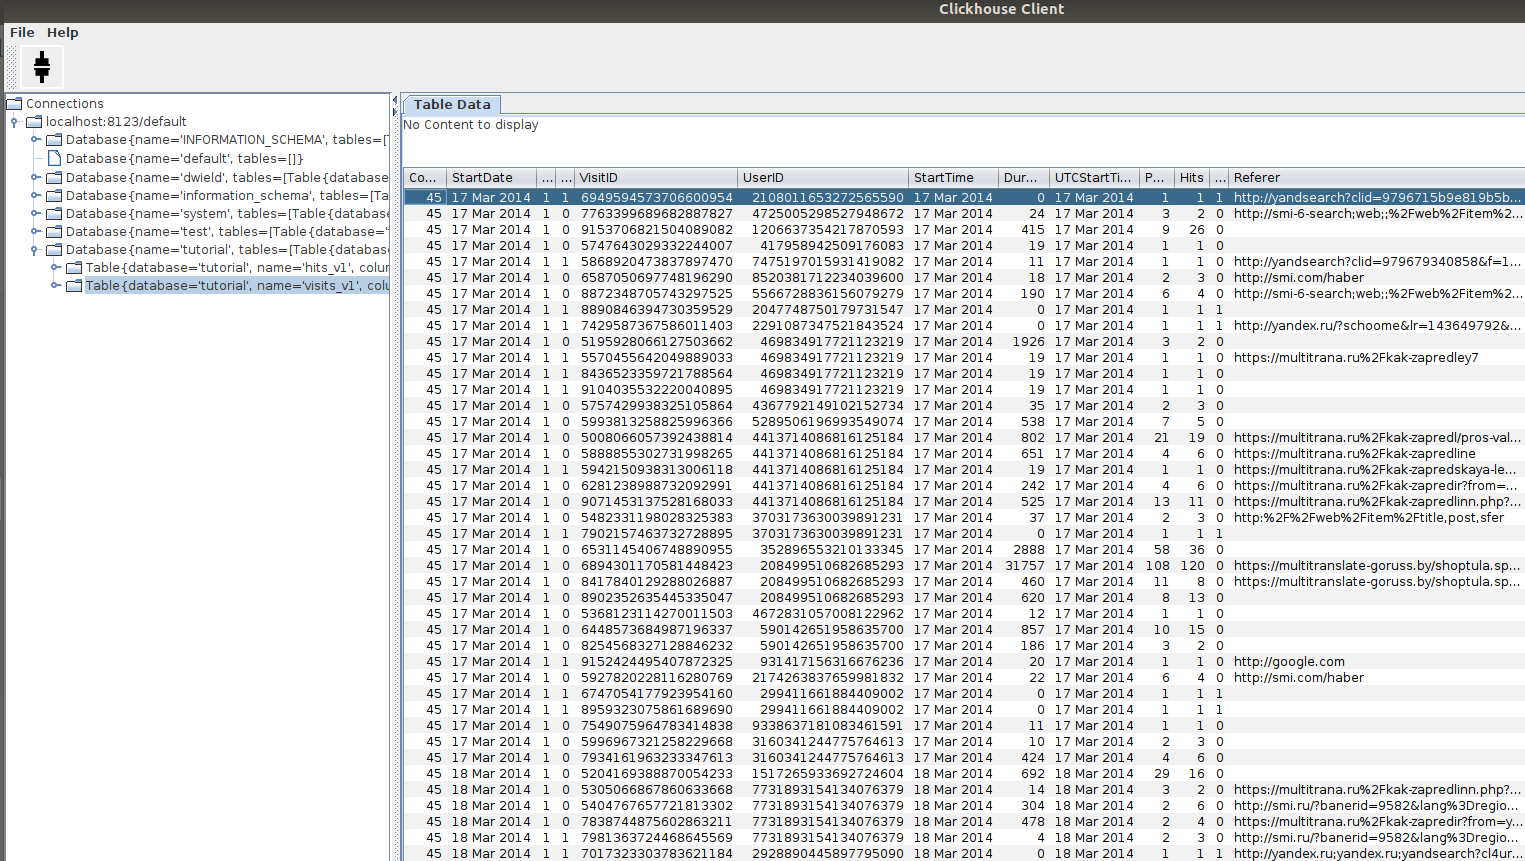 Clickhouse Client
File Help
Connections
localhost:8123/default
Database{name='INFORMATION_SCHEMA', tables=[T
Database{name='default', tables=[]}
Database{name='dwield', tables=[Table{database
Database{name='information_schema', tables=[Ta
Database{name='system', tables=[Table{databas
Database{name='test', tables=[Table{database='
Database{name='tutorial', tables=[Table{databas
Table{database='tutorial', name='hits_v1', colur
Table{database='tutorial', name='visits_v1', colu
Table Data
No Content to display
Co... StartDate ... ... VisitID UserID StartTime Dur... UTCStartTi... P... Hits ... Referer
45 17 Mar 2014 1 1 6949594573706600954 2108011653272565590 17 Mar 2014 0 17 Mar 2014 1 1 1 http://yandsearch?clid=9796715b9e819b5b...
45 17 Mar 2014 1 0 7763399689682887827 4725005298527948672 17 Mar 2014 24 17 Mar 2014 3 2 0 http://smi-6-search;web;;%2Fweb%2Fitem%2...
45 17 Mar 2014 1 0 9153706821504089082 1206637354217870593 17 Mar 2014 415 17 Mar 2014 9 26 0
45 17 Mar 2014 1 0 5747643029332244007 417958942509176083 17 Mar 2014 19 17 Mar 2014 1 1 0
45 17 Mar 2014 1 1 5868920473837897470 7475197015931419082 17 Mar 2014 11 17 Mar 2014 1 1 0 http://yandsearch?clid=979679340858&f=1...
45 17 Mar 2014 1 0 6587050697748196290 8520381712234039600 17 Mar 2014 18 17 Mar 2014 2 3 0 http://smi.com/haber
45 17 Mar 2014 1 0 8872348705743297525 5566728836156079279 17 Mar 2014 190 17 Mar 2014 6 4 0 http://smi-6-search;web;;%2Fweb%2Fitem%2...
45 17 Mar 2014 1 1 8890846394730359529 2047748750179731547 17 Mar 2014 0 17 Mar 2014 1 1 1
45 17 Mar 2014 1 1 7429587367586011403 2291087347521843524 17 Mar 2014 0 17 Mar 2014 1 1 1 http://yandex.ru/?schoome&lr=143649792&...
45 17 Mar 2014 1 0 5195928066127503662 469834917721123219 17 Mar 2014 1926 17 Mar 2014 3 2 0
45 17 Mar 2014 1 1 5570455642049889033 469834917721123219 17 Mar 2014 19 17 Mar 2014 1 1 0 https://multitrana.ru%2Fkak-zapredley7
45 17 Mar 2014 1 1 8436523359721788564 469834917721123219 17 Mar 2014 19 17 Mar 2014 1 1 0
45 17 Mar 2014 1 1 9104035532220040895 469834917721123219 17 Mar 2014 19 17 Mar 2014 1 1 0
45 17 Mar 2014 1 0 5757429938325105864 4367792149102152734 17 Mar 2014 35 17 Mar 2014 2 3 0
45 17 Mar 2014 1 0 5993813258825996366 5289506196993549074 17 Mar 2014 538 17 Mar 2014 7 5 0
45 17 Mar 2014 1 0 5008066057392438814 4413714086816125184 17 Mar 2014 802 17 Mar 2014 21 19 0 https://multitrana.ru%2Fkak-zapredl/pros-val...
45 17 Mar 2014 1 0 5888855302731998265 4413714086816125184 17 Mar 2014 651 17 Mar 2014 4 6 0 https://multitrana.ru%2Fkak-zapredline
45 17 Mar 2014 1 1 5942150938313006118 4413714086816125184 17 Mar 2014 19 17 Mar 2014 1 1 0 https://multitrana.ru%2Fkak-zapredskaya-le...
45 17 Mar 2014 1 0 6281238988732092991 4413714086816125184 17 Mar 2014 242 17 Mar 2014 4 6 0 https://multitrana.ru%2Fkak-zapredir?from=...
45 17 Mar 2014 1 0 9071453137528168033 4413714086816125184 17 Mar 2014 525 17 Mar 2014 13 11 0 https://multitrana.ru%2Fkak-zapredlinn.php?...
45 17 Mar 2014 1 0 5482331198028325383 3703173630039891231 17 Mar 2014 37 17 Mar 2014 2 3 0 http:%2F%2Fweb%2Fitem%2Ftitle,post,sfer
45 17 Mar 2014 1 1 7902157463732728895 3703173630039891231 17 Mar 2014 0 17 Mar 2014 1 1 1
45 17 Mar 2014 1 0 6531145406748890955 352896553210133345 17 Mar 2014 2888 17 Mar 2014 58 36 0
45 17 Mar 2014 1 0 6894301170581448423 208499510682685293 17 Mar 2014 31757 17 Mar 2014 108 120 0 https://multitranslate-goruss.by/shoptula.sp...
45 17 Mar 2014 1 0 8417840129288026887 208499510682685293 17 Mar 2014 460 17 Mar 2014 11 8 0 https://multitranslate-goruss.by/shoptula.sp...
45 17 Mar 2014 1 0 8902352635445335047 208499510682685293 17 Mar 2014 620 17 Mar 2014 8 13 0
45 17 Mar 2014 1 0 5368123114270011503 4672831057008122962 17 Mar 2014 12 17 Mar 2014 1 1 0
45 17 Mar 2014 1 0 6448573684987196337 590142651958635700 17 Mar 2014 857 17 Mar 2014 10 15 0
45 17 Mar 2014 1 0 8254568327128846232 590142651958635700 17 Mar 2014 186 17 Mar 2014 3 2 0
45 17 Mar 2014 1 1 9152424495407872325 931417156316676236 17 Mar 2014 20 17 Mar 2014 1 1 0 http://google.com
45 17 Mar 2014 1 0 5927820228116280769 2174263837659981832 17 Mar 2014 22 17 Mar 2014 6 4 0 http://smi.com/haber
45 17 Mar 2014 1 1 6747054177923954160 299411661884409002 17 Mar 2014 0 17 Mar 2014 1 1 1
45 17 Mar 2014 1 1 8959323075861689690 299411661884409002 17 Mar 2014 0 17 Mar 2014 1 1 1
45 17 Mar 2014 1 0 7549075964783414838 9338637181083461591 17 Mar 2014 11 17 Mar 2014 1 1 0
45 17 Mar 2014 1 0 5996967321258229668 3160341244775764613 17 Mar 2014 10 17 Mar 2014 2 3 0
45 17 Mar 2014 1 0 7934161963233347613 3160341244775764613 17 Mar 2014 424 17 Mar 2014 4 6 0
45 18 Mar 2014 1 0 5204169388870054233 1517265933692724604 18 Mar 2014 692 18 Mar 2014 29 16 0
45 18 Mar 2014 1 0 5305066867860633668 7731893154134076379 18 Mar 2014 14 18 Mar 2014 3 2 0 https://multitrana.ru%2Fkak-zapredlinn.php?...
45 18 Mar 2014 1 0 5404767657721813302 7731893154134076379 18 Mar 2014 304 18 Mar 2014 2 6 0 http://smi.ru/?banerid=9582&lang%3Dregio...
45 18 Mar 2014 1 0 7838744875602863211 7731893154134076379 18 Mar 2014 478 18 Mar 2014 2 4 0 https://multitrana.ru%2Fkak-zapredir?from=y...
45 18 Mar 2014 1 1 7981363724468645569 7731893154134076379 18 Mar 2014 4 18 Mar 2014 2 3 0 http://smi.ru/?banerid=9582&lang%3Dregio...
45 18 Mar 2014 1 1 7017323303783621184 2928890445897795090 18 Mar 2014 0 18 Mar 2014 1 1 1 http://yandex.ru;yandex.ru;yandsearch?cl4ur...